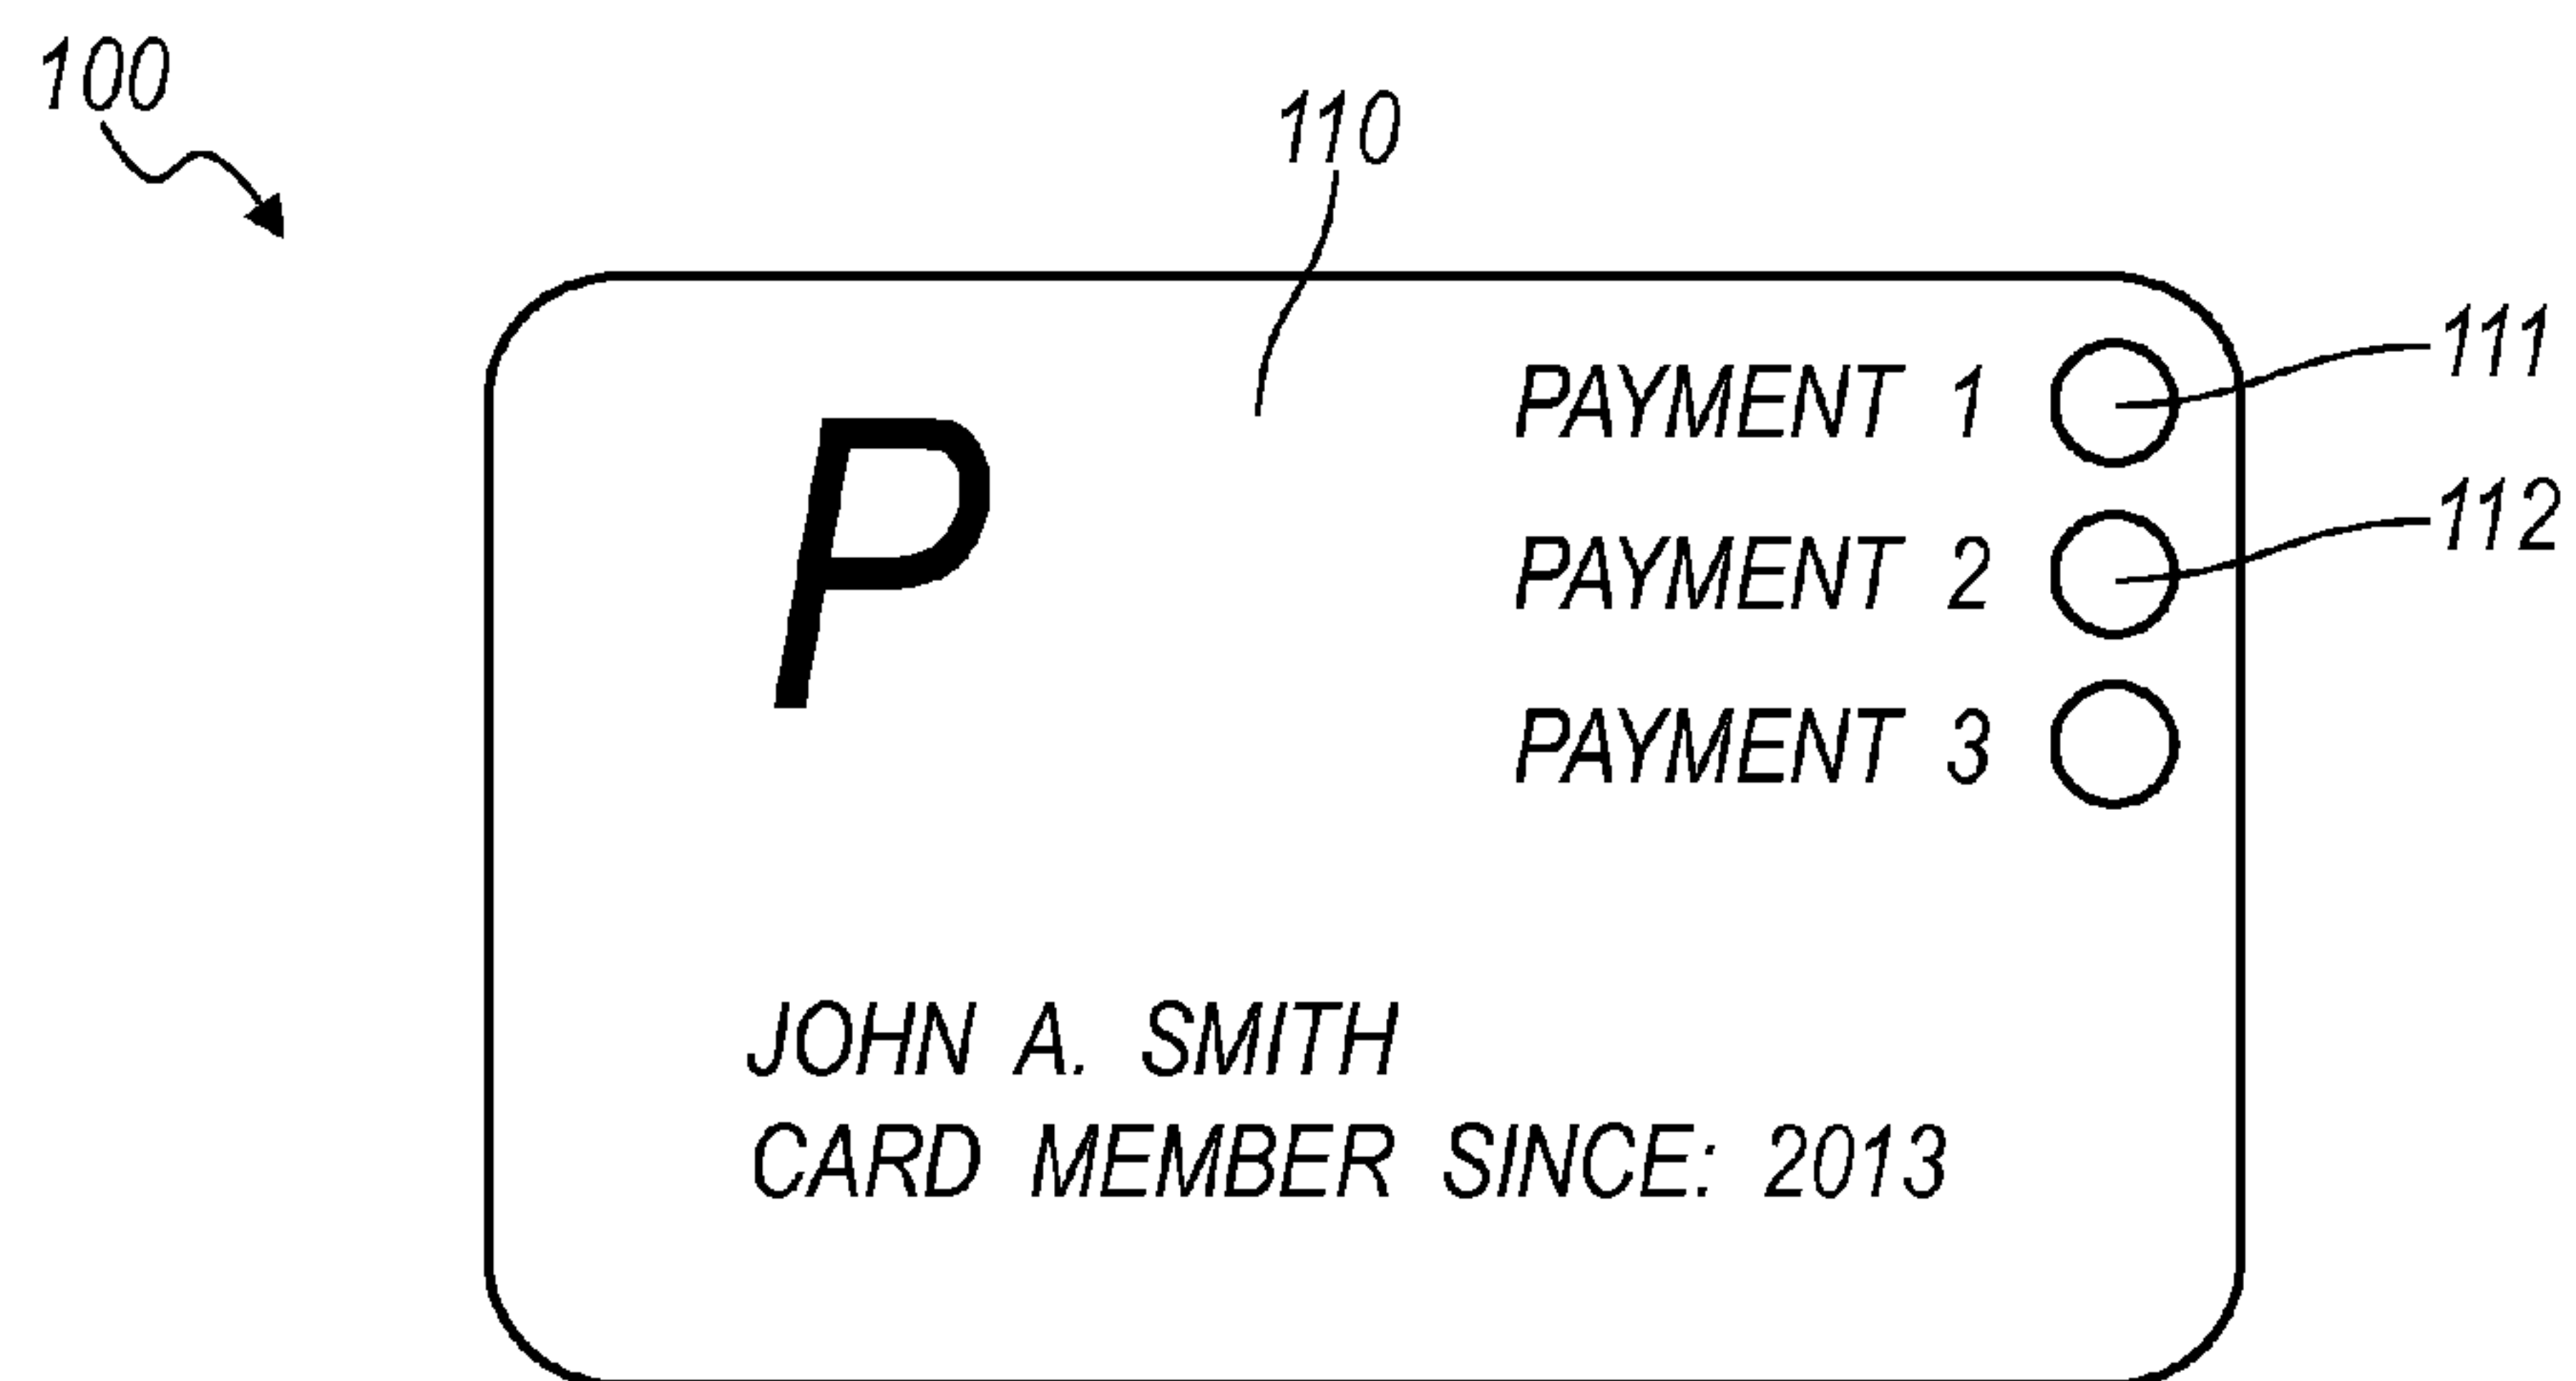 100
110
PAYMENT 1
111
P
PAYMENT 2
112
PAYMENT 3
JOHN A. SMITH
CARD MEMBER SINCE: 2013